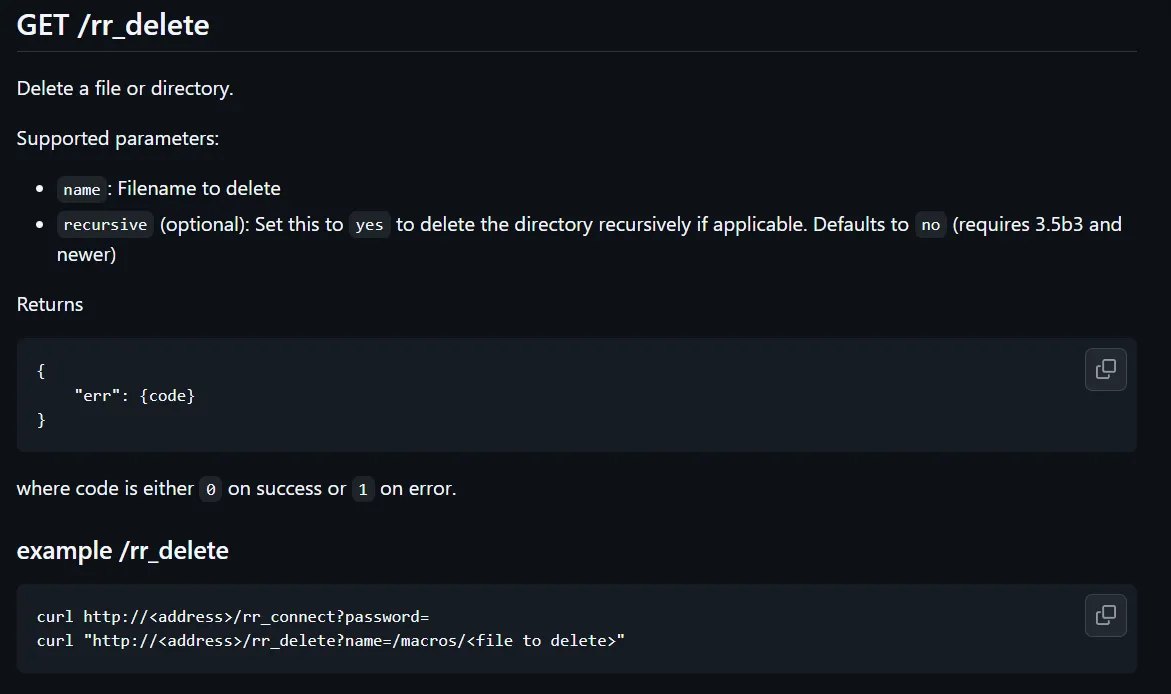 GET /rr_delete
Delete a file or directory.
Supported parameters:
• name: Filename to delete
• recursive (optional): Set this to yes to delete the directory recursively if applicable. Defaults to no (requires 3.5b3 and
newer)
Returns
{
    "err": {code}
}
where code is either 0 on success or 1 on error.
example /rr_delete
curl http://<address>/rr_connect?password=
curl "http://<address>/rr_delete?name=/macros/<file to delete>"